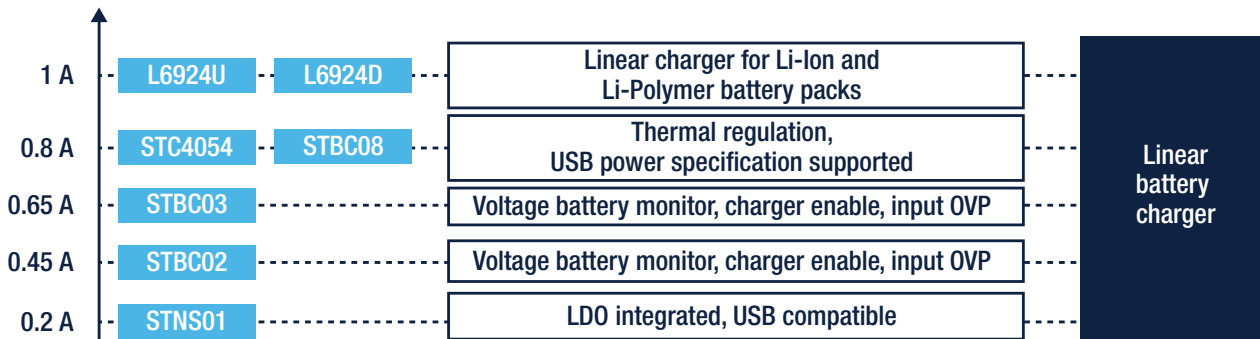 1 A
L6924U
L6924D
Linear charger for Li-Ion and
Li-Polymer battery packs
0.8 A
STC4054
STBC08
Thermal regulation,
USB power specification supported
0.65 A
STBC03
Voltage battery monitor, charger enable, input OVP
0.45 A
STBC02
Voltage battery monitor, charger enable, input OVP
0.2 A
STNS01
LDO integrated, USB compatible
Linear
battery
charger